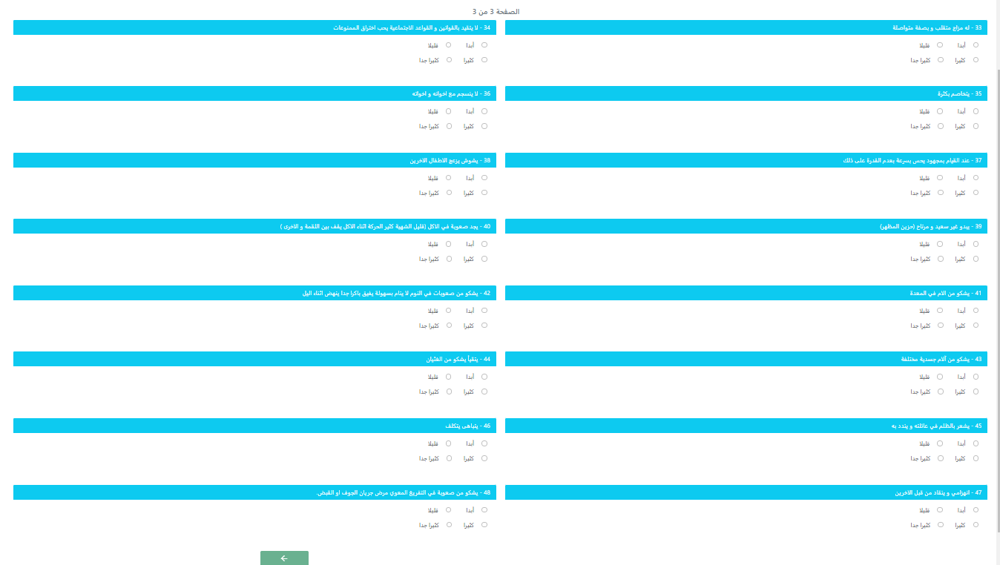 الصفحة 3 من 3
33 - له مزاج متقلب و بصفة متواصلة
أبدا قليلا
كثيرا كثيرا جدا
34 - لا يتقيد بالقوانين و القواعد الاجتماعية يحب اختراق الممنوعات
أبدا قليلا
كثيرا كثيرا جدا
35 - يتخاصم بكثرة
أبدا قليلا
كثيرا كثيرا جدا
36 - لا ينسجم مع اخوانه و اخواته
أبدا قليلا
كثيرا كثيرا جدا
37 - عند القيام بمجهود يحس بسرعة بعدم القدرة على ذلك
أبدا قليلا
كثيرا كثيرا جدا
38 - يشوش يزعج الاطفال الاخرين
أبدا قليلا
كثيرا كثيرا جدا
39 - يبدو غير سعيد و مرتاح (حزين المظهر)
أبدا قليلا
كثيرا كثيرا جدا
40 - يجد صعوبة في الاكل (قليل الشهية كثير الحركة اثناء الاكل يقف بين اللقمة و الاخرى )
أبدا قليلا
كثيرا كثيرا جدا
41 - يشكو من الام في المعدة
أبدا قليلا
كثيرا كثيرا جدا
42 - يشكو من صعوبات في النوم لا ينام بسهولة يفيق باكرا جدا ينهض اثناء اليل
أبدا قليلا
كثيرا كثيرا جدا
43 - يشكو من ألام جسدية مختلفة
أبدا قليلا
كثيرا كثيرا جدا
44 - يتقيأ يشكو من الغثيان
أبدا قليلا
كثيرا كثيرا جدا
45 - يشعر بالظلم في عائلته و يندد به
أبدا قليلا
كثيرا كثيرا جدا
46 - يتباهى يتكلف
أبدا قليلا
كثيرا كثيرا جدا
47 - انهزامي و ينقاد من قبل الاخرين
أبدا قليلا
كثيرا كثيرا جدا
48 - يشكو من صعوبة في التفريغ المعوي مرض جريان الجوف او القبض.
أبدا قليلا
كثيرا كثيرا جدا